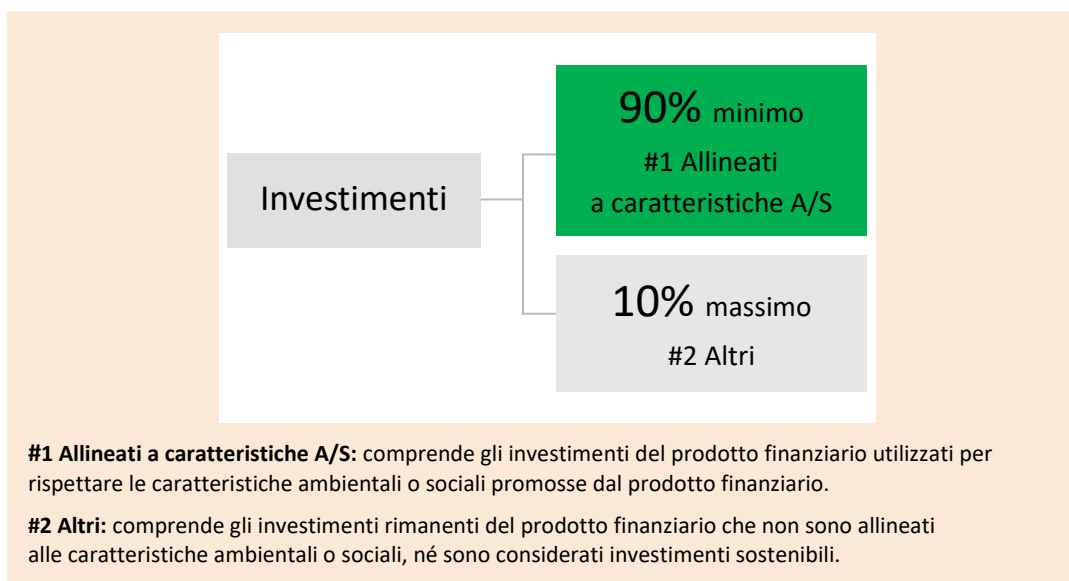 90% minimo
#1 Allineati
a caratteristiche A/S
Investimenti
10% massimo
#2 Altri
#1 Allineati a caratteristiche A/S: comprende gli investimenti del prodotto finanziario utilizzati per
rispettare le caratteristiche ambientali o sociali promosse dal prodotto finanziario.
#2 Altri: comprende gli investimenti rimanenti del prodotto finanziario che non sono allineati
alle caratteristiche ambientali o sociali, né sono considerati investimenti sostenibili.